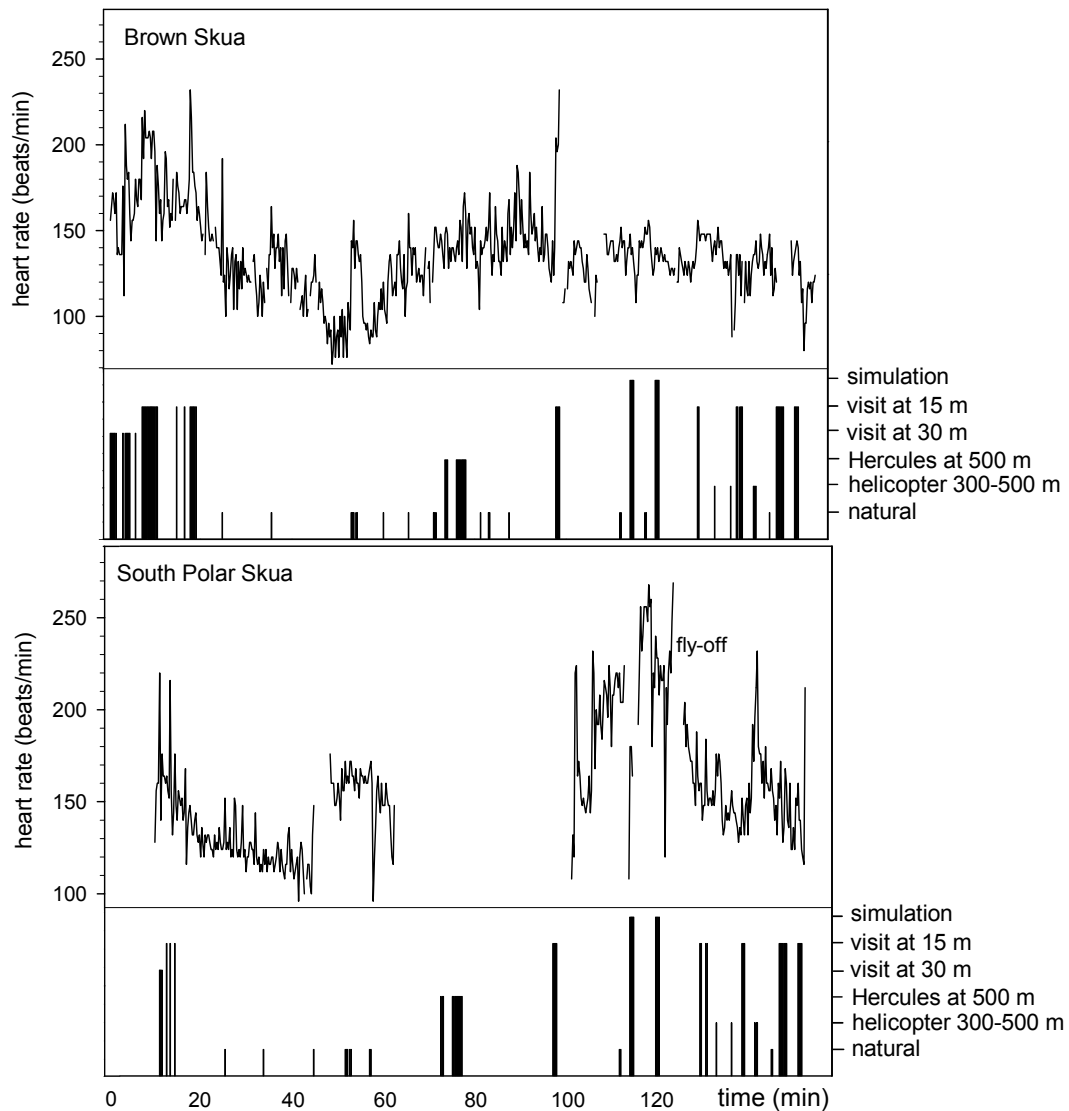 Brown Skua
250
200
150
100
heart rate (beats/min)
simulation
visit at 15 m
visit at 30 m
Hercules at 500 m
helicopter 300-500 m
natural
South Polar Skua
250
200
150
100
heart rate (beats/min)
fly-off
simulation
visit at 15 m
visit at 30 m
Hercules at 500 m
helicopter 300-500 m
natural
0 20 40 60 80 100 120 time (min)